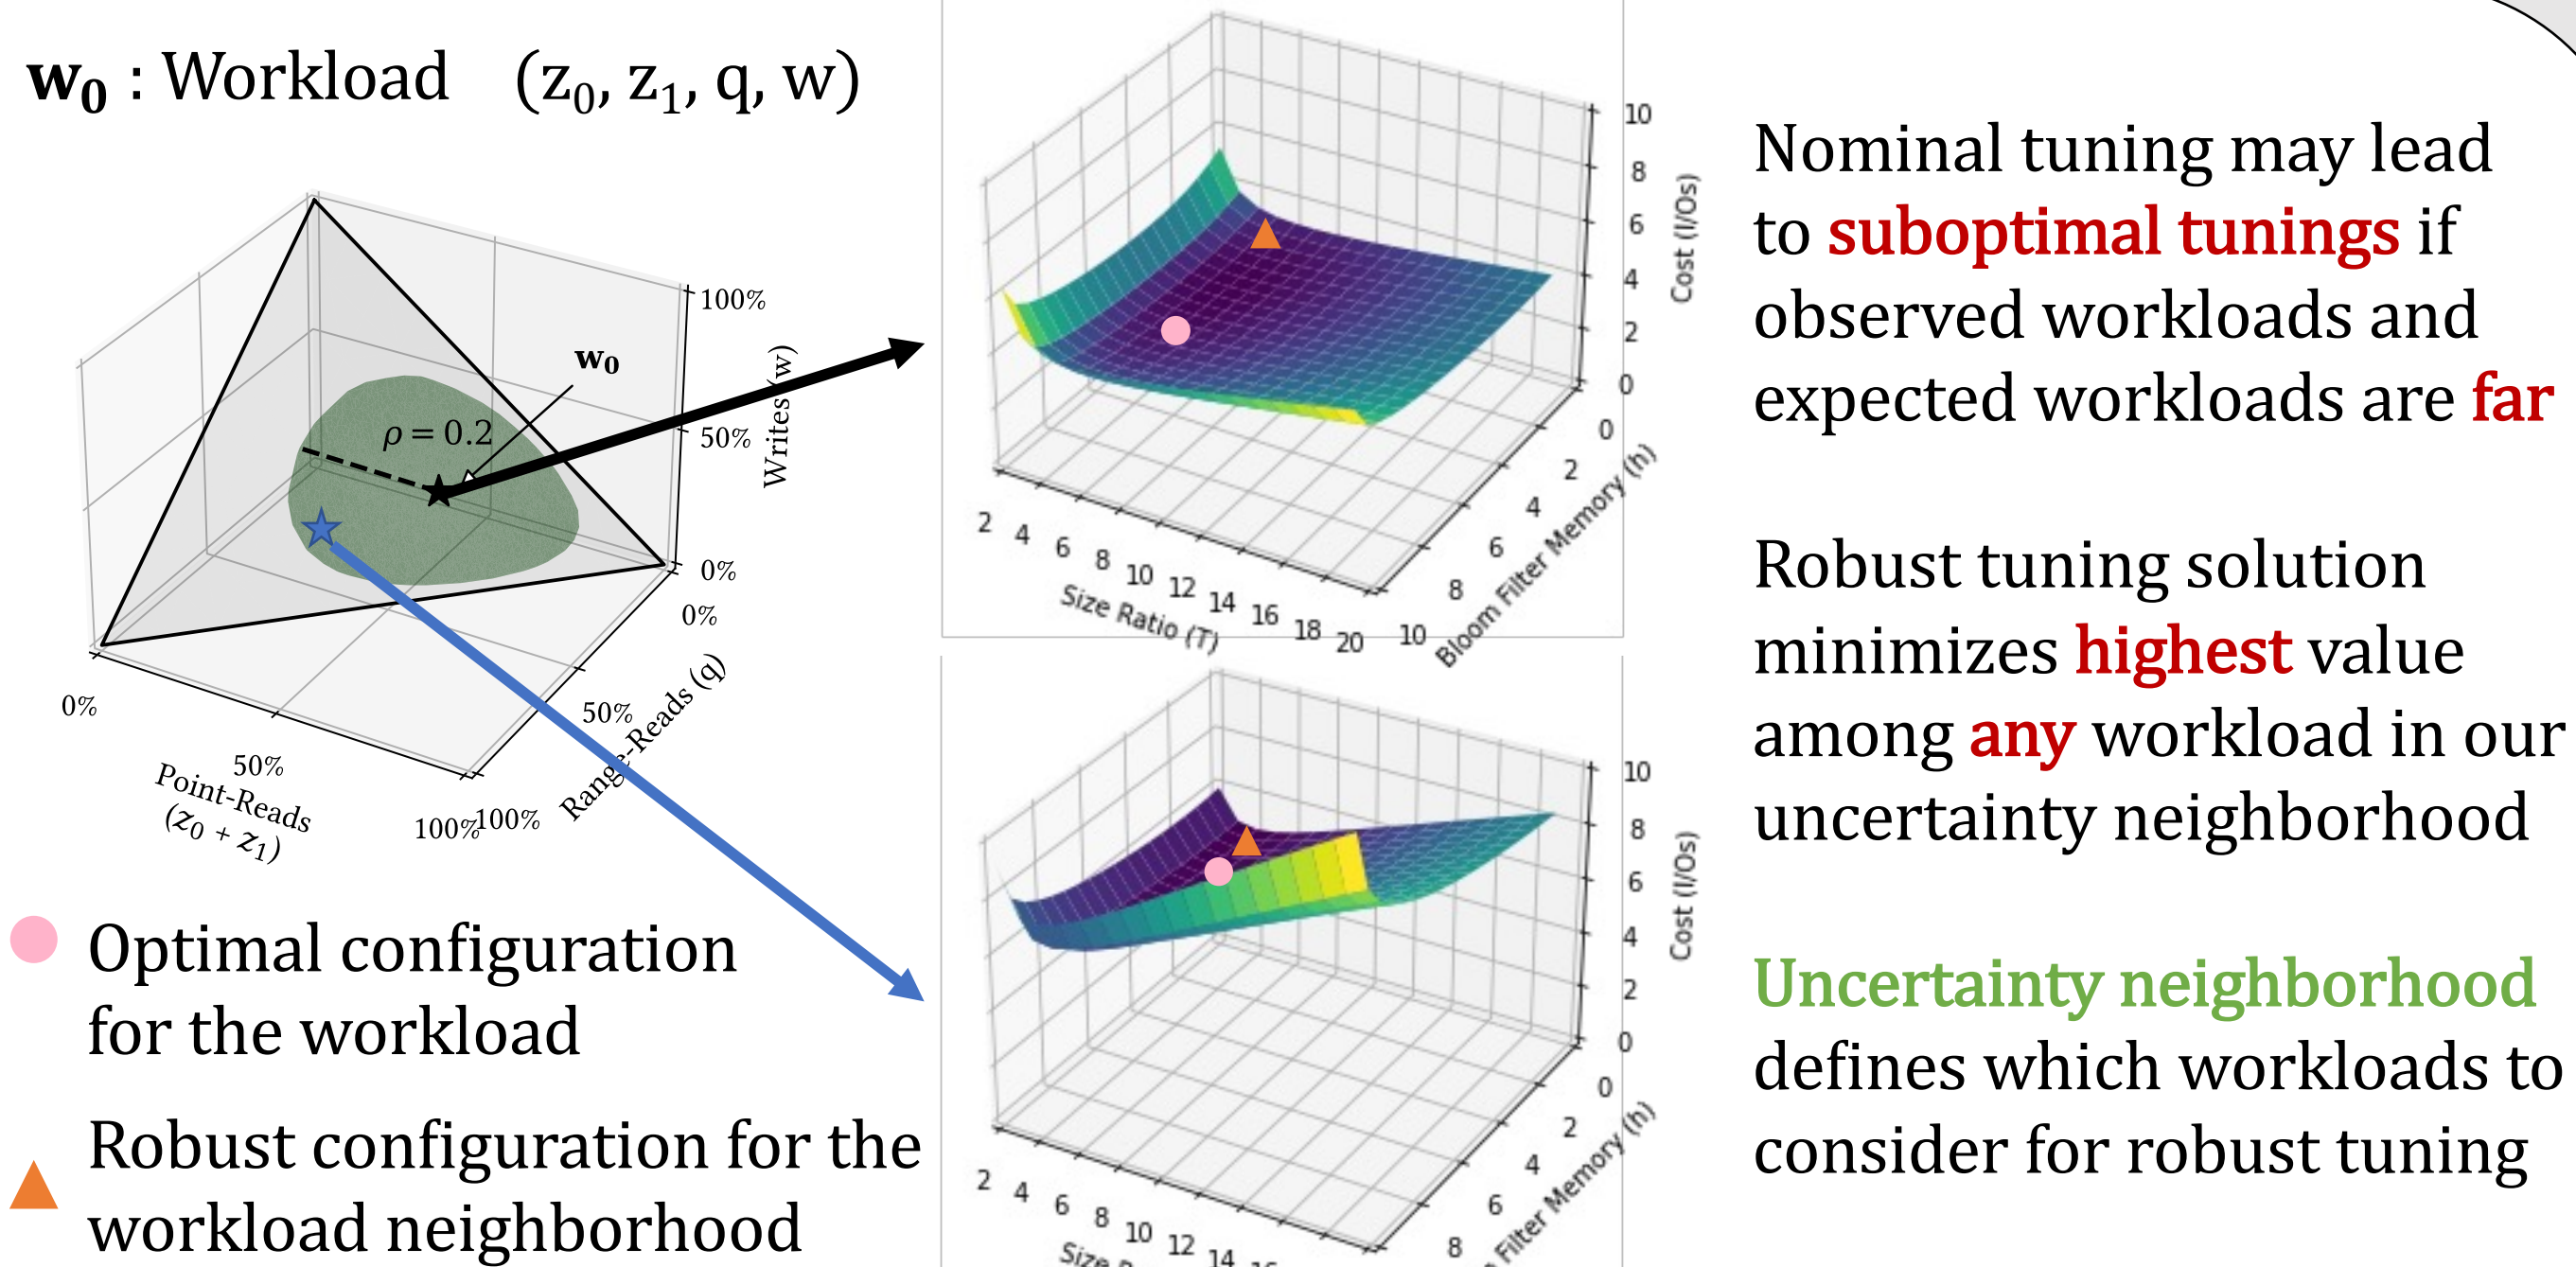 w₀ : Workload (z₀, z₁, q, w)
w₀
ρ = 0.2
100%
50%
0%
Writes (w)
0%
50%
100%
Range-Reads (q)
0%
50%
100%
Point-Reads
(z₀ + z₁)
Optimal configuration
for the workload
Robust configuration for the
workload neighborhood
10
8
6
4
2
0
Cost (I/Os)
0
2
4
6
8
10
Bloom Filter Memory (h)
2
4
6
8
10
12
14
16
18
20
Size Ratio (T)
10
8
6
4
2
0
Cost (I/Os)
0
2
4
6
8
Filter Memory (h)
2
4
6
8
10
12
14
Size
Nominal tuning may lead
to suboptimal tunings if
observed workloads and
expected workloads are far
Robust tuning solution
minimizes highest value
among any workload in our
uncertainty neighborhood
Uncertainty neighborhood
defines which workloads to
consider for robust tuning